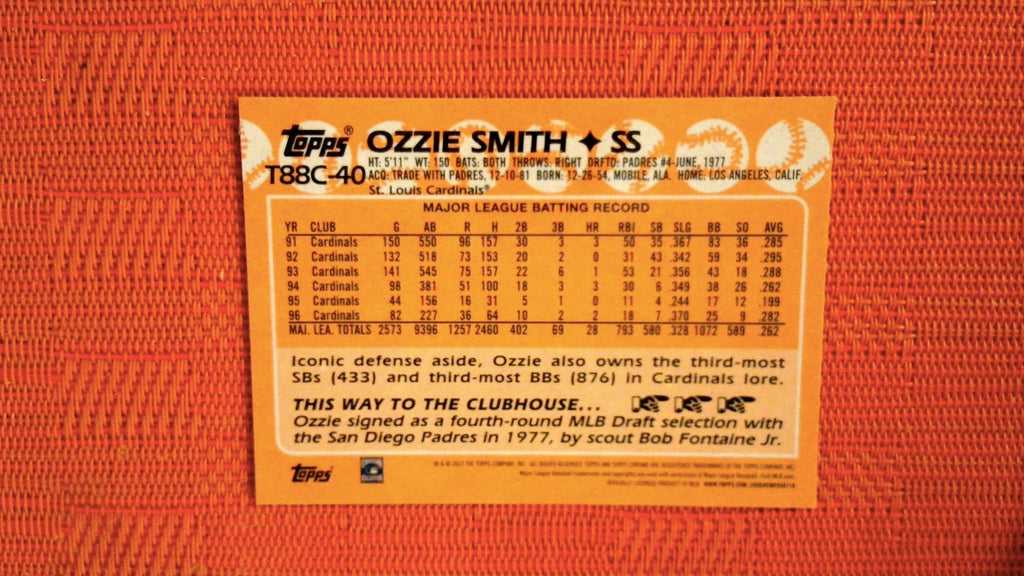 Topps®
OZZIE SMITH ✦ SS
T88C-40
HT: 5'11" WT: 150 BATS: BOTH THROWS: RIGHT DRFTD: PADRES #4-JUNE, 1977
ACQ: TRADE WITH PADRES, 12-10-81 BORN: 12-26-54, MOBILE, ALA. HOME: LOS ANGELES, CALIF.
St. Louis Cardinals®
MAJOR LEAGUE BATTING RECORD
YR CLUB G AB R H 2B 3B HR RBI SB SLG BB SO AVG
91 Cardinals 150 550 96 157 30 3 3 50 35 .367 83 36 .285
92 Cardinals 132 518 73 153 20 2 0 31 43 .342 59 34 .295
93 Cardinals 141 545 75 157 22 6 1 53 21 .356 43 18 .288
94 Cardinals 98 381 51 100 18 3 3 30 6 .349 38 26 .262
95 Cardinals 44 156 16 31 5 1 0 11 4 .244 17 12 .199
96 Cardinals 82 227 36 64 10 2 2 18 7 .370 25 9 .282
MAJ. LEA. TOTALS 2573 9396 1257 2460 402 69 28 793 580 .328 1072 589 .262
Iconic defense aside, Ozzie also owns the third-most
SBs (433) and third-most BBs (876) in Cardinals lore.
THIS WAY TO THE CLUBHOUSE...
Ozzie signed as a fourth-round MLB Draft selection with
the San Diego Padres in 1977, by scout Bob Fontaine Jr.
Topps